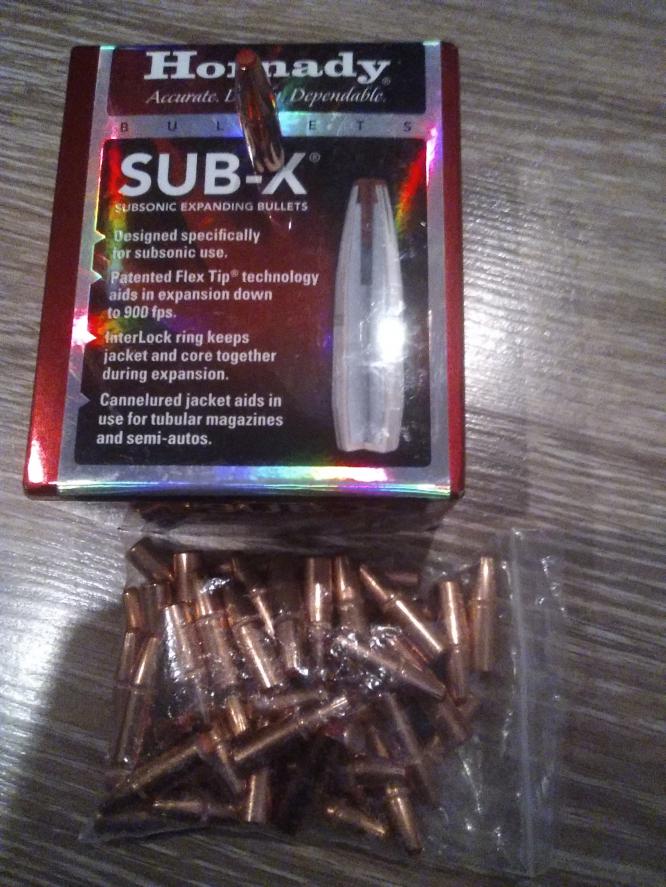 Hornady®
Accurate. Dependable.
BULLETS
SUB-X®
SUBSONIC EXPANDING BULLETS
Designed specifically
for subsonic use.
Patented Flex Tip® technology
aids in expansion down
to 900 fps.
InterLock ring keeps
jacket and core together
during expansion.
Cannelured jacket aids in
use for tubular magazines
and semi-autos.